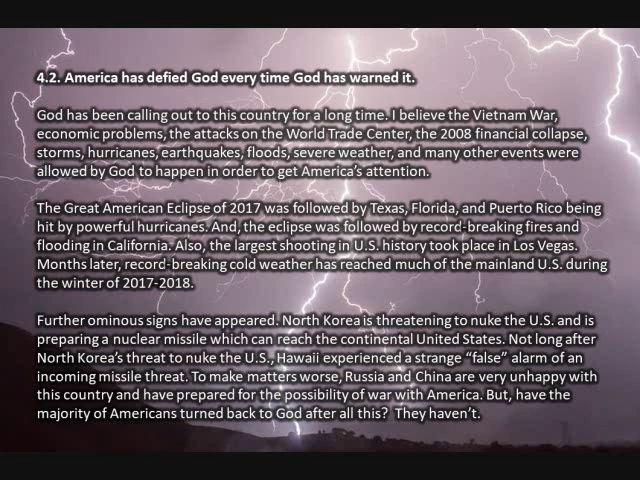 4.2. America has defied God every time God has warned it.
God has been calling out to this country for a long time. I believe the Vietnam War,
economic problems, the attacks on the World Trade Center, the 2008 financial collapse,
storms, hurricanes, earthquakes, floods, severe weather, and many other events were
allowed by God to happen in order to get America's attention.
The Great American Eclipse of 2017 was followed by Texas, Florida, and Puerto Rico being
hit by powerful hurricanes. And, the eclipse was followed by record-breaking fires and
flooding in California. Also, the largest shooting in U.S. history took place in Los Vegas.
Months later, record-breaking cold weather has reached much of the mainland U.S. during
the winter of 2017-2018.
Further ominous signs have appeared. North Korea is threatening to nuke the U.S. and is
preparing a nuclear missile which can reach the continental United States. Not long after
North Korea's threat to nuke the U.S., Hawaii experienced a strange “false” alarm of an
incoming missile threat. To make matters worse, Russia and China are very unhappy with
this country and have prepared for the possibility of war with America. But, have the
majority of Americans turned back to God after all this?  They haven't.